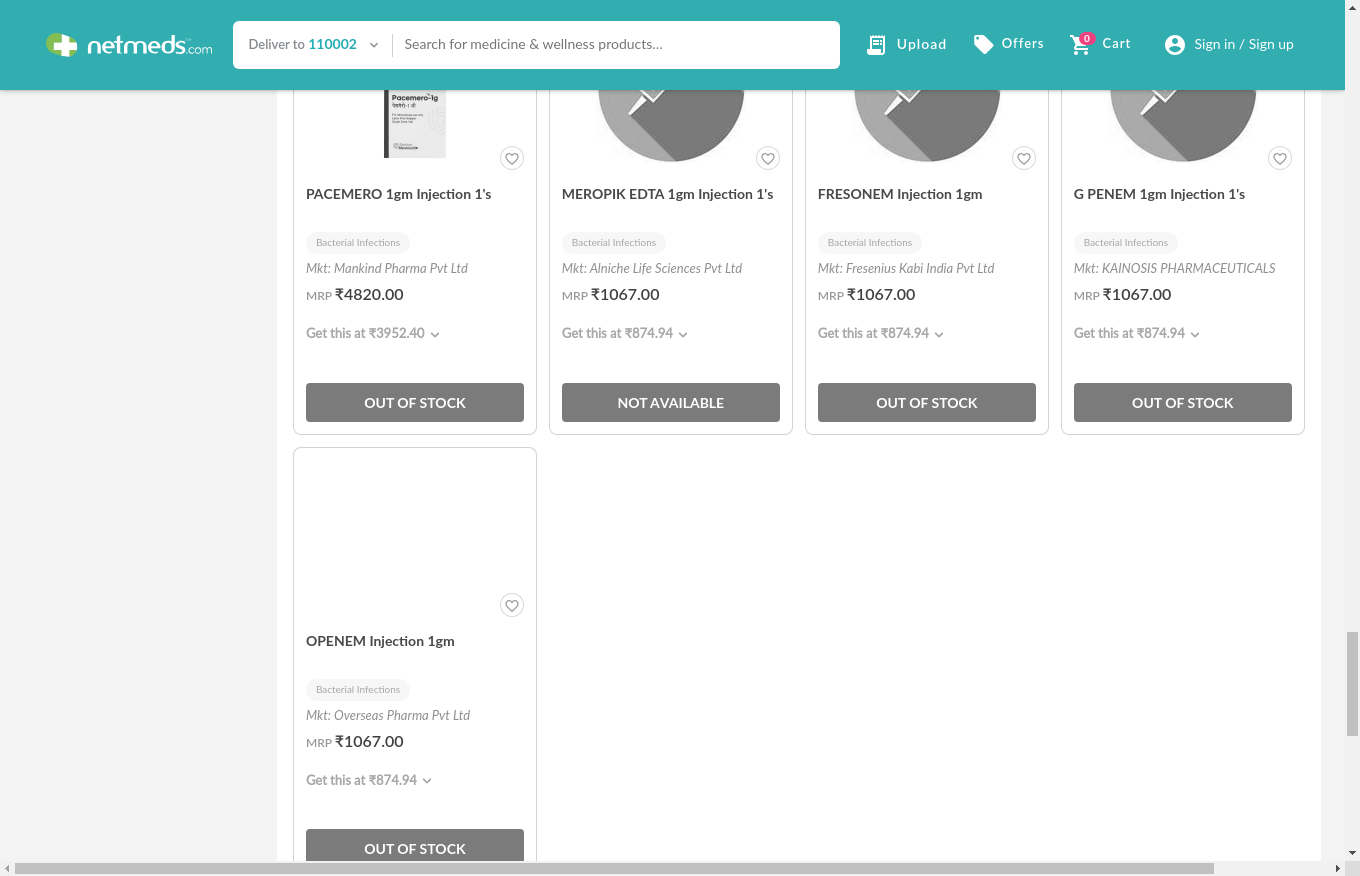 netmeds.com
Deliver to 110002
Search for medicine & wellness products...
Upload
Offers
0
Cart
Sign in / Sign up
Pacemero-1g
PACEMERO 1gm Injection 1's
Bacterial Infections
Mkt: Mankind Pharma Pvt Ltd
MRP ₹4820.00
Get this at ₹3952.40
OUT OF STOCK
MEROPIK EDTA 1gm Injection 1's
Bacterial Infections
Mkt: Alniche Life Sciences Pvt Ltd
MRP ₹1067.00
Get this at ₹874.94
NOT AVAILABLE
FRESONEM Injection 1gm
Bacterial Infections
Mkt: Fresenius Kabi India Pvt Ltd
MRP ₹1067.00
Get this at ₹874.94
OUT OF STOCK
G PENEM 1gm Injection 1's
Bacterial Infections
Mkt: KAINOSIS PHARMACEUTICALS
MRP ₹1067.00
Get this at ₹874.94
OUT OF STOCK
OPENEM Injection 1gm
Bacterial Infections
Mkt: Overseas Pharma Pvt Ltd
MRP ₹1067.00
Get this at ₹874.94
OUT OF STOCK